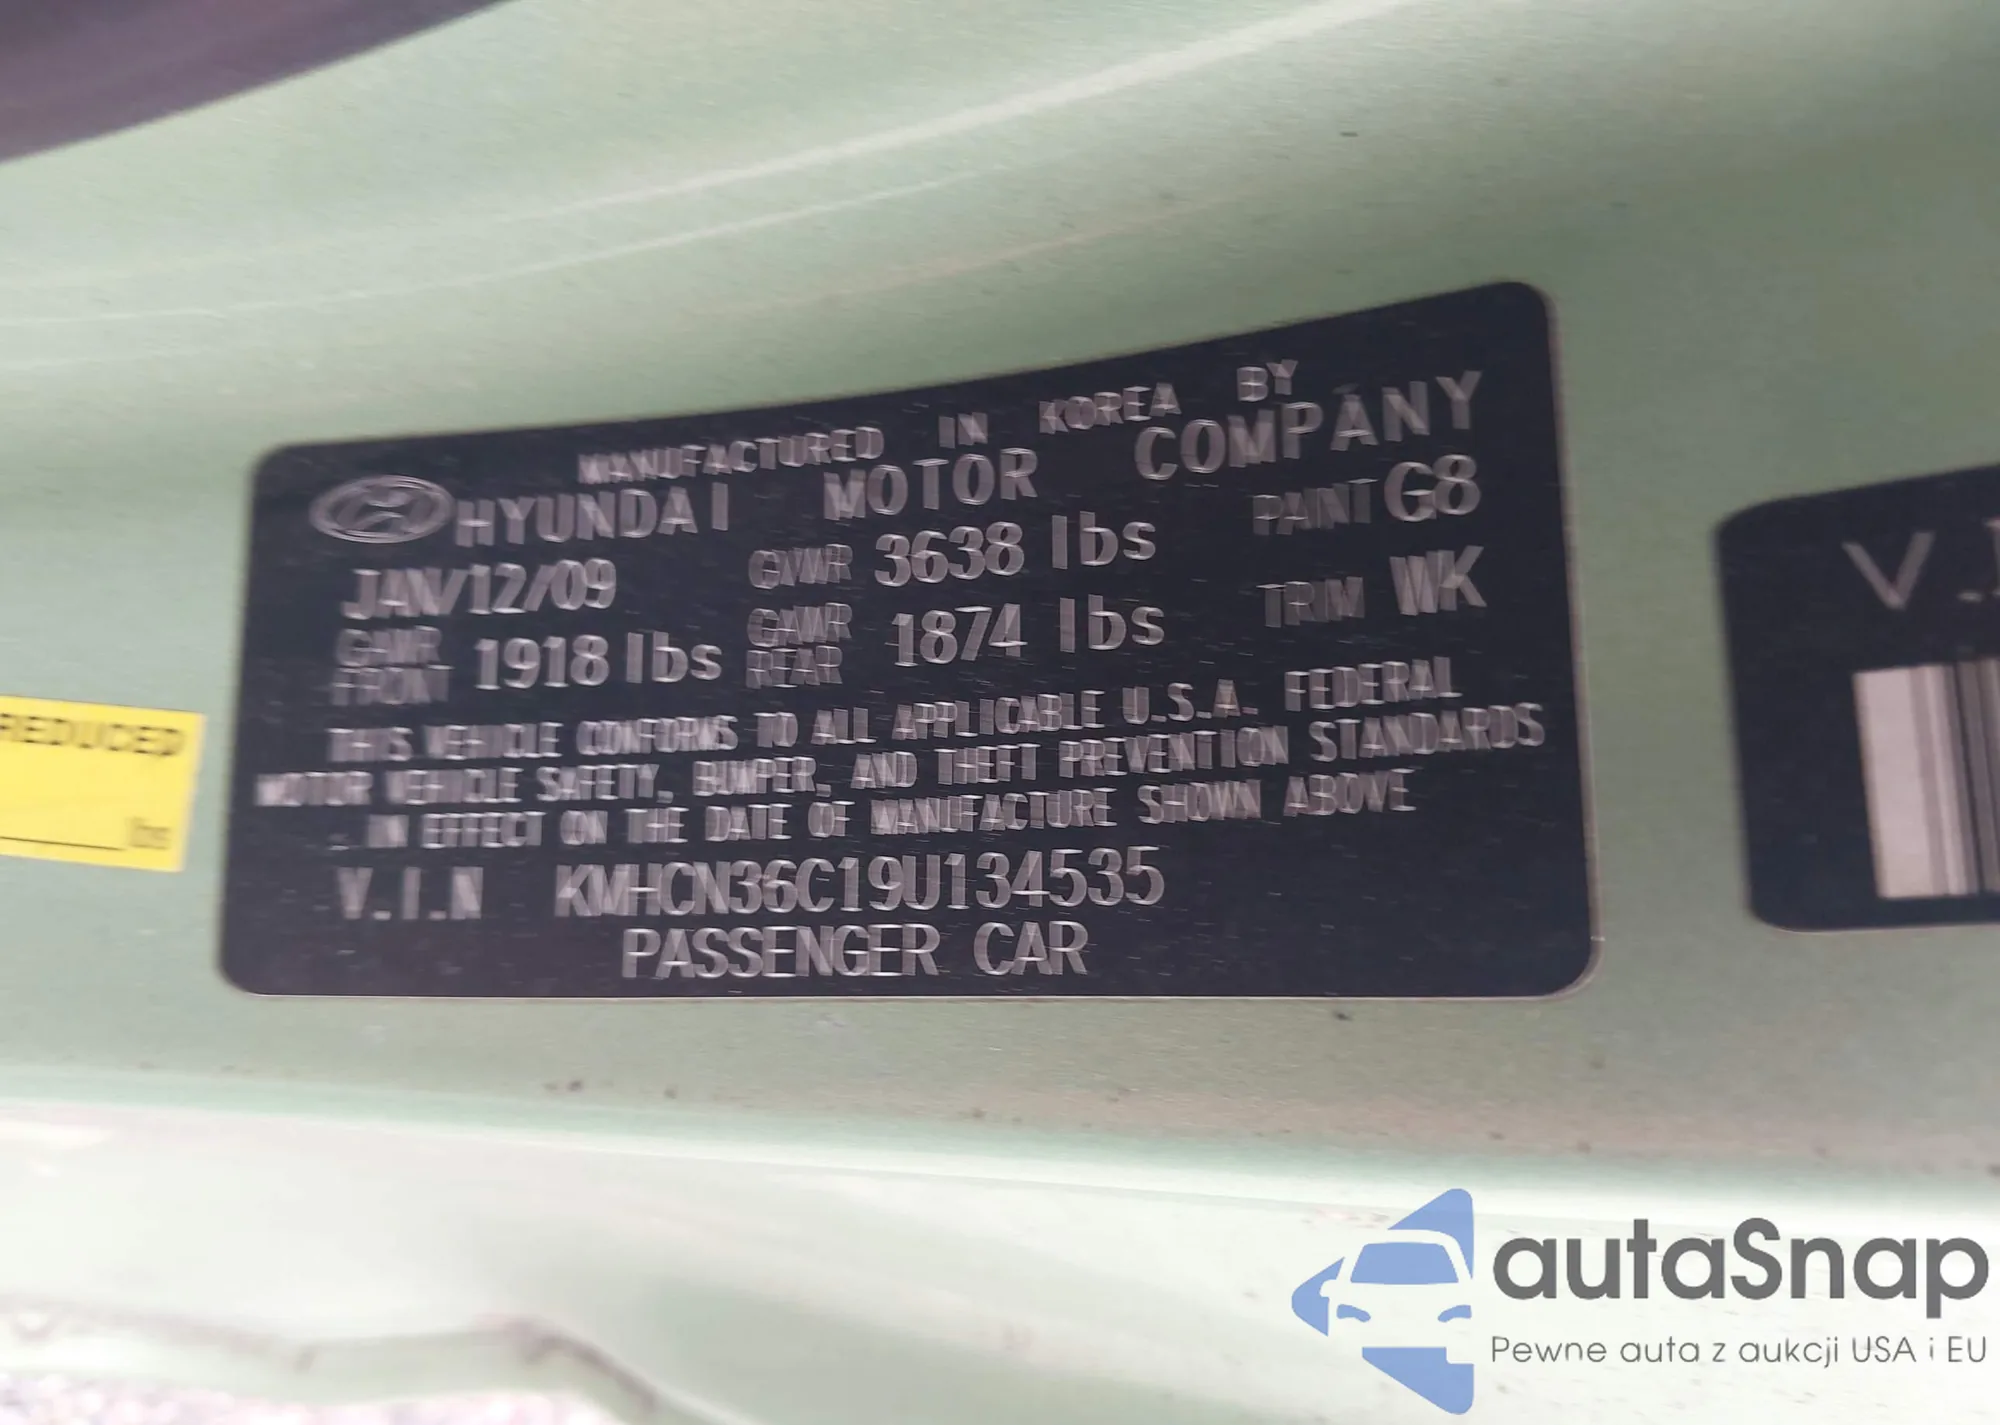 MANUFACTURED IN KOREA BY
HYUNDAI MOTOR COMPANY
JAN/12/09 GVWR 3638 lbs PAINT G8
GAWR FRONT 1918 lbs GAWR REAR 1874 lbs TRIM WK
THIS VEHICLE CONFORMS TO ALL APPLICABLE U.S.A. FEDERAL
MOTOR VEHICLE SAFETY, BUMPER, AND THEFT PREVENTION STANDARDS
IN EFFECT ON THE DATE OF MANUFACTURE SHOWN ABOVE
V.I.N KMHCN36C19U134535
PASSENGER CAR
REDUCED
lbs
V.I
autaSnap
Pewne auta z aukcji USA i EU